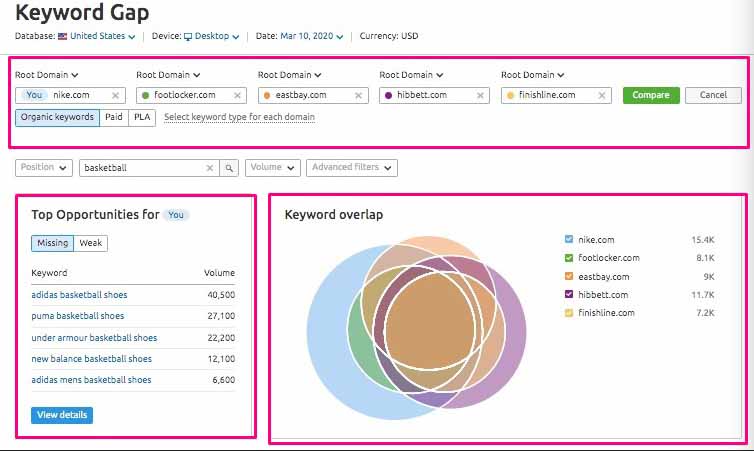 Keyword Gap
Database: United States Device: Desktop Date: Mar 10, 2020 Currency: USD
Root Domain Root Domain Root Domain Root Domain Root Domain
You nike.com footlocker.com eastbay.com hibbett.com finishline.com Compare Cancel
Organic keywords Paid PLA Select keyword type for each domain
Position basketball Volume Advanced filters
Top Opportunities for You
Missing Weak
Keyword Volume
adidas basketball shoes 40,500
puma basketball shoes 27,100
under armour basketball shoes 22,200
new balance basketball shoes 12,100
adidas mens basketball shoes 6,600
View details
Keyword overlap
nike.com 15.4K
footlocker.com 8.1K
eastbay.com 9K
hibbett.com 11.7K
finishline.com 7.2K